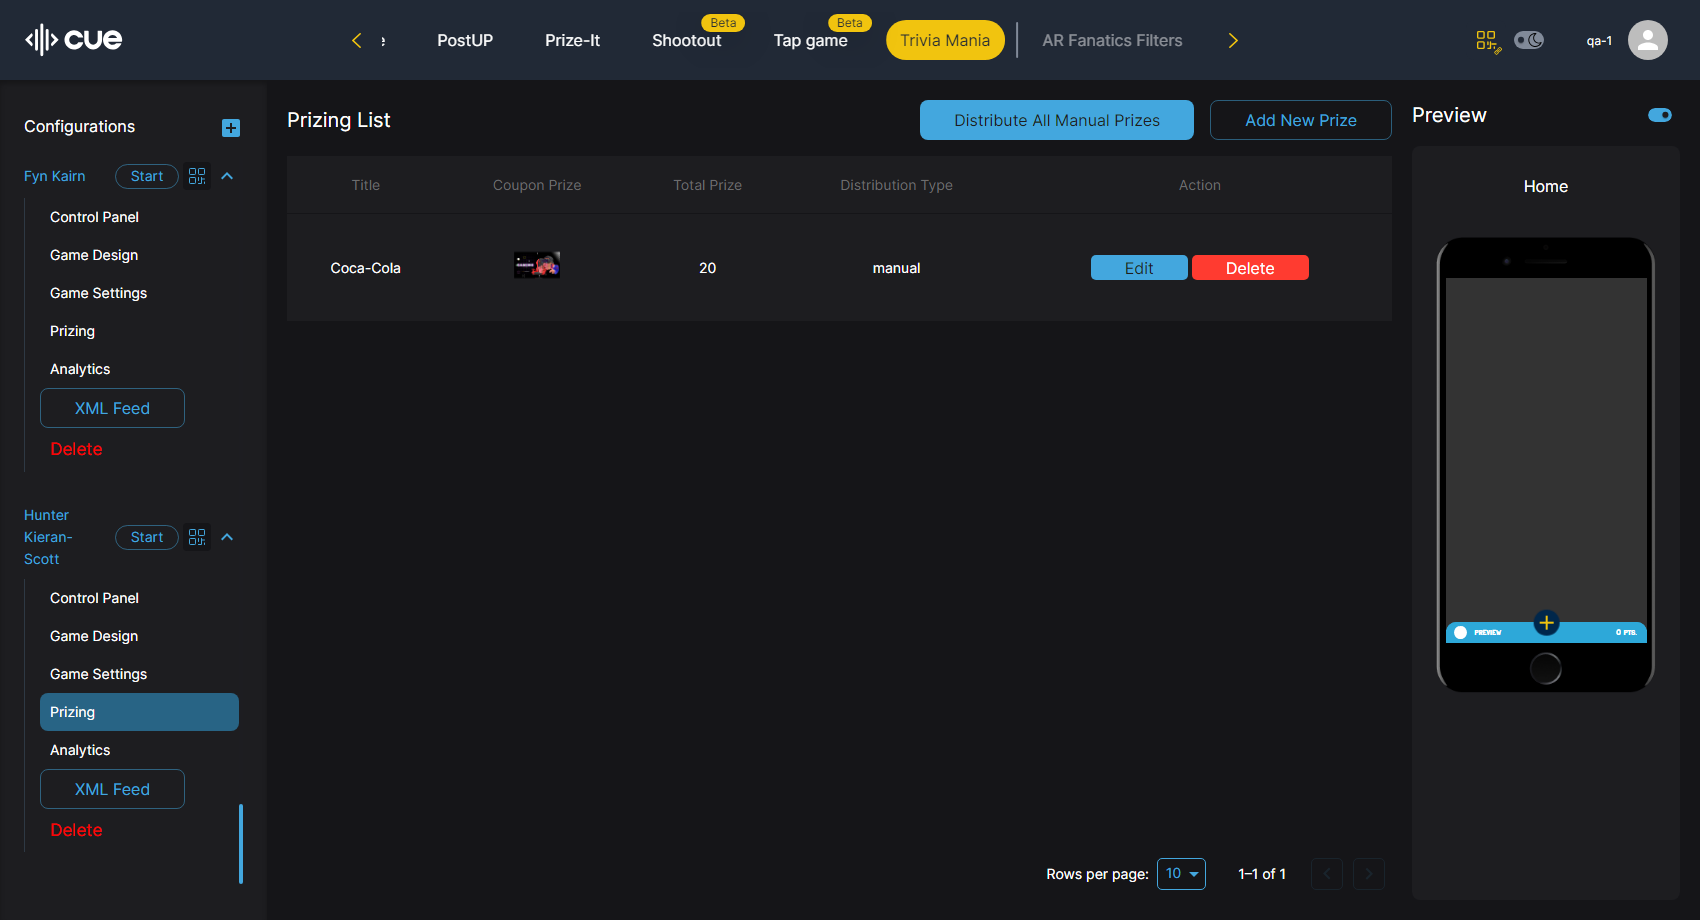 cue
PostUP
Prize-It
Shootout
Beta
Tap game
Beta
Trivia Mania
AR Fanatics Filters
qa-1
Configurations
Fyn Kairn
Start
Control Panel
Game Design
Game Settings
Prizing
Analytics
XML Feed
Delete
Hunter
Kieran-
Scott
Start
Control Panel
Game Design
Game Settings
Prizing
Analytics
XML Feed
Delete
Prizing List
Distribute All Manual Prizes
Add New Prize
Title Coupon Prize Total Prize Distribution Type Action
Coca-Cola 20 manual Edit Delete
Rows per page: 10 1–1 of 1
Preview
Home
PREVIEW 0 PTS.